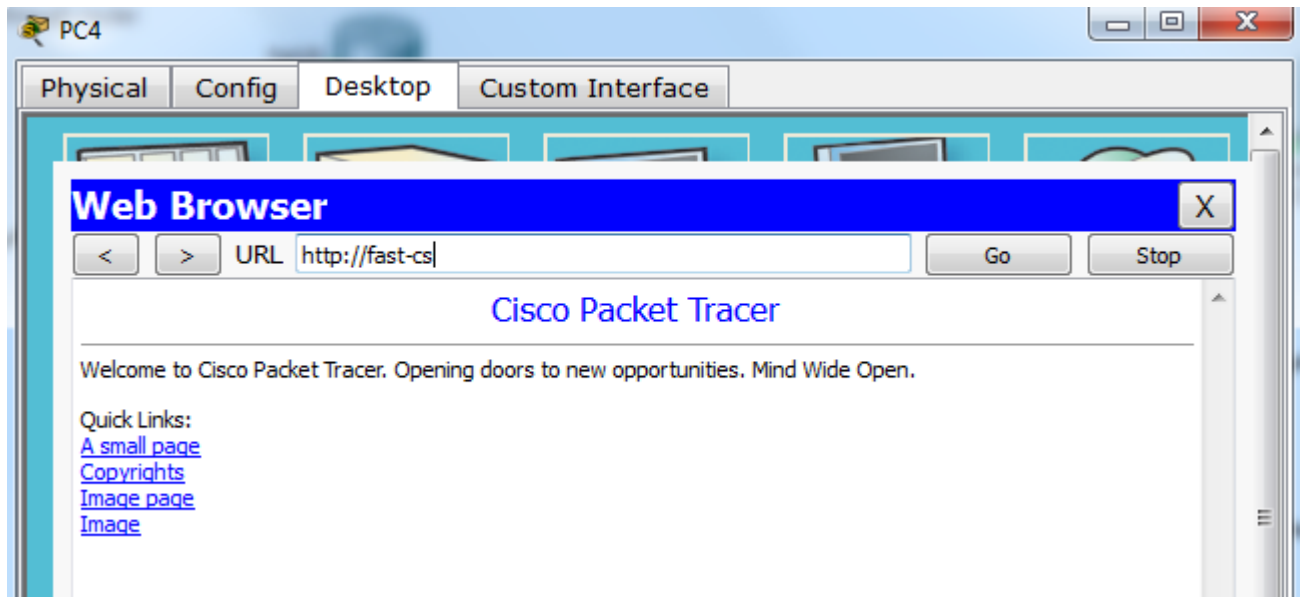 PC4
Physical Config Desktop Custom Interface
Web Browser X
< > URL http://fast-cs Go Stop
Cisco Packet Tracer
Welcome to Cisco Packet Tracer. Opening doors to new opportunities. Mind Wide Open.
Quick Links:
A small page
Copyrights
Image page
Image